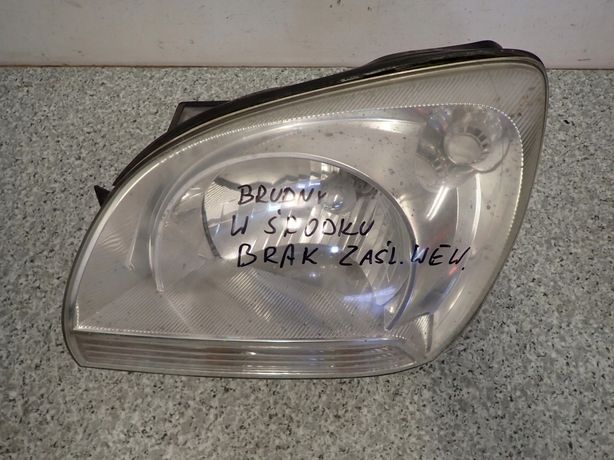 BRUDNY
W ŚRODKU
BRAK ZAŚL. WEW.